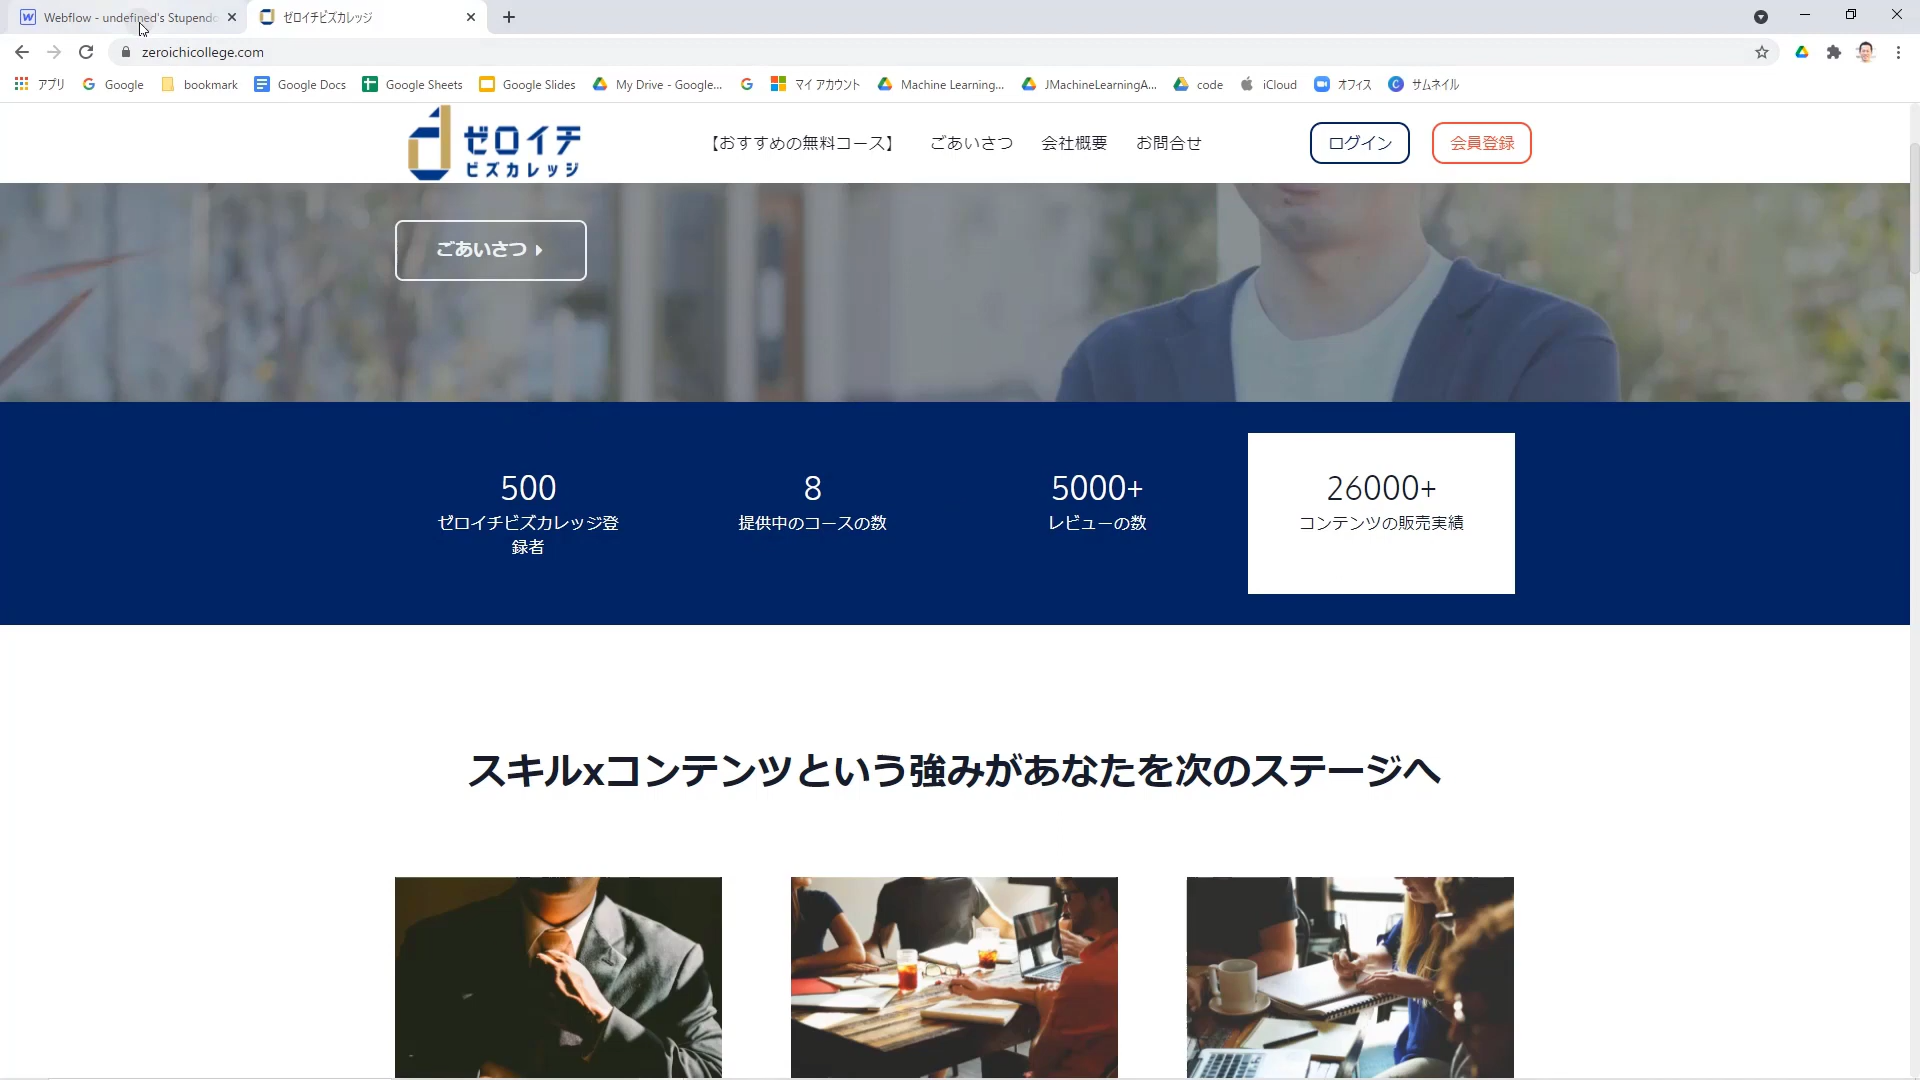 Webflow - undefined's Stupendo
ゼロイチビズカレッジ
zeroichicollege.com
アプリ
Google
bookmark
Google Docs
Google Sheets
Google Slides
My Drive - Google...
マイ アカウント
Machine Learning...
JMachineLearningA...
code
iCloud
オフィス
サムネイル
ゼロイチ
ビズカレッジ
【おすすめの無料コース】
ごあいさつ
会社概要
お問合せ
ログイン
会員登録
ごあいさつ
500
ゼロイチビズカレッジ登
録者
8
提供中のコースの数
5000+
レビューの数
26000+
コンテンツの販売実績
スキルxコンテンツという強みがあなたを次のステージへ